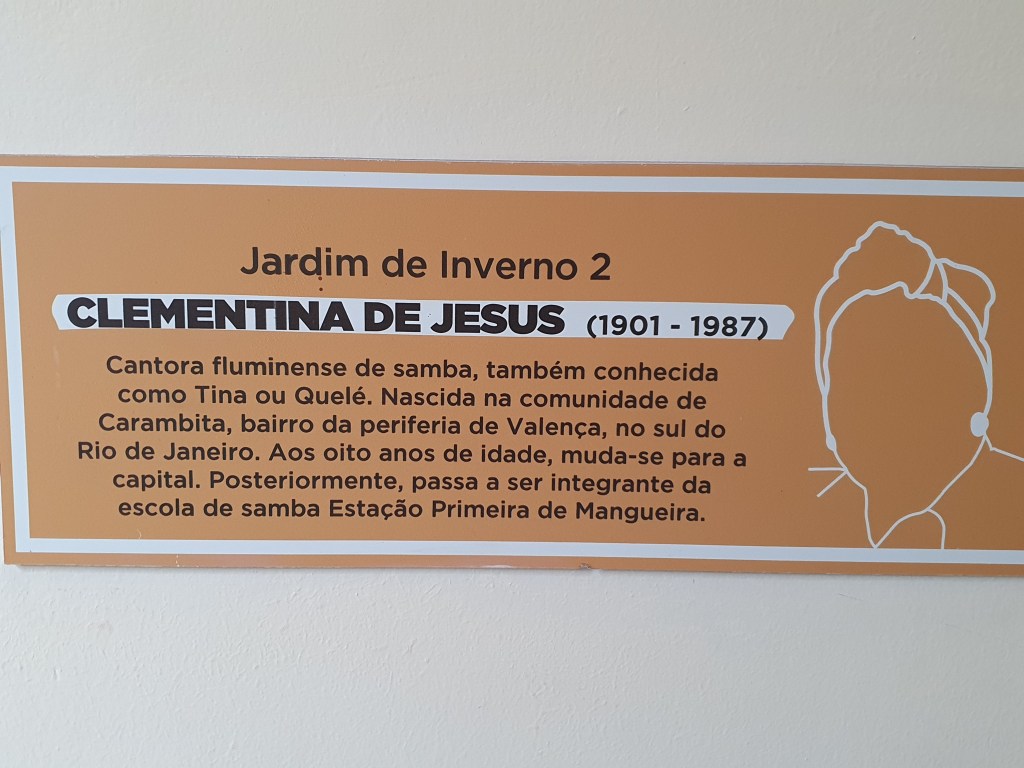 Jardim de Inverno 2
CLEMENTINA DE JESUS (1901 - 1987)
Cantora fluminense de samba, também conhecida
como Tina ou Quelé. Nascida na comunidade de
Carambita, bairro da periferia de Valença, no sul do
Rio de Janeiro. Aos oito anos de idade, muda-se para a
capital. Posteriormente, passa a ser integrante da
escola de samba Estação Primeira de Mangueira.